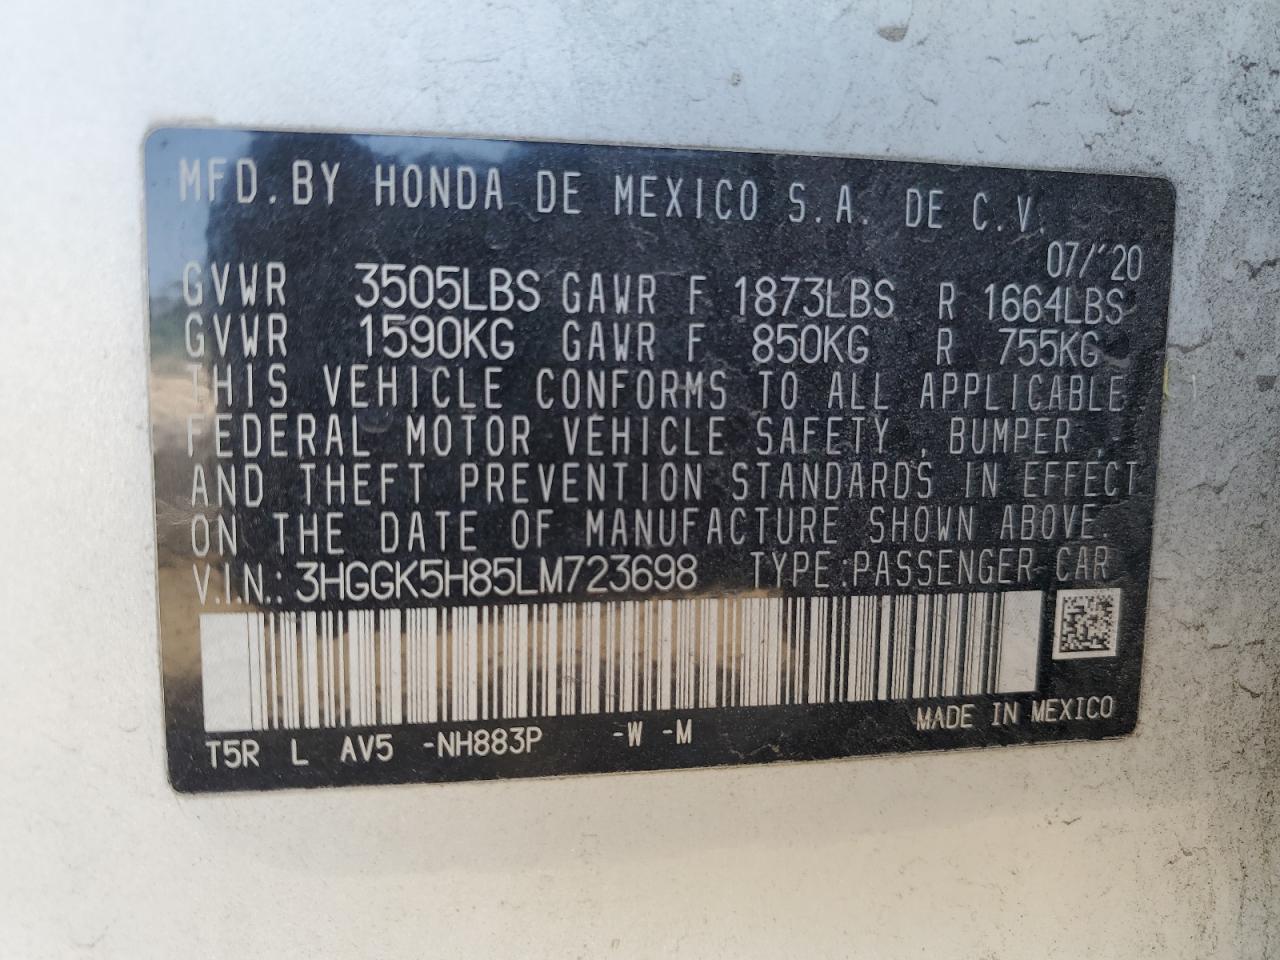 MFD. BY HONDA DE MEXICO S.A. DE C.V.
07/'20
GVWR 3505LBS GAWR F 1873LBS R 1664LBS
GVWR 1590KG GAWR F 850KG R 755KG
THIS VEHICLE CONFORMS TO ALL APPLICABLE
FEDERAL MOTOR VEHICLE SAFETY, BUMPER,
AND THEFT PREVENTION STANDARDS IN EFFECT
ON THE DATE OF MANUFACTURE SHOWN ABOVE.
V.I.N.: 3HGGK5H85LM723698 TYPE:PASSENGER CAR
T5R L AV5 -NH883P -W -M MADE IN MEXICO